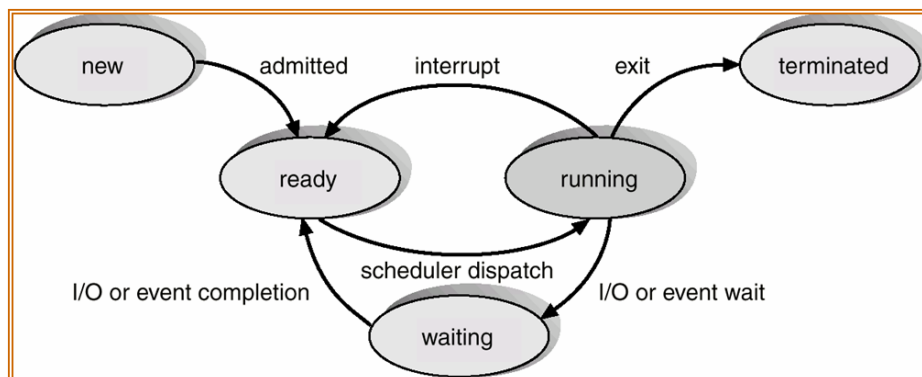 new
admitted
interrupt
exit
terminated
ready
running
scheduler dispatch
I/O or event completion
I/O or event wait
waiting